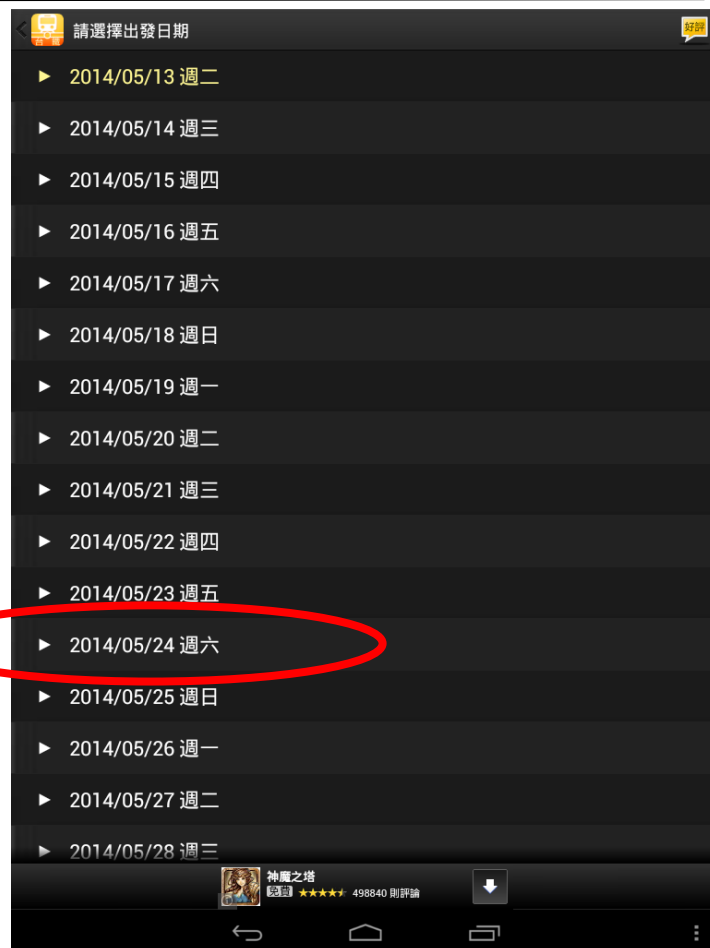 請選擇出發日期
好評
2014/05/13 週二
2014/05/14 週三
2014/05/15 週四
2014/05/16 週五
2014/05/17 週六
2014/05/18 週日
2014/05/19 週一
2014/05/20 週二
2014/05/21 週三
2014/05/22 週四
2014/05/23 週五
2014/05/24 週六
2014/05/25 週日
2014/05/26 週一
2014/05/27 週二
2014/05/28 週三
神魔之塔
免費 ★★★★★ 498840 則評論